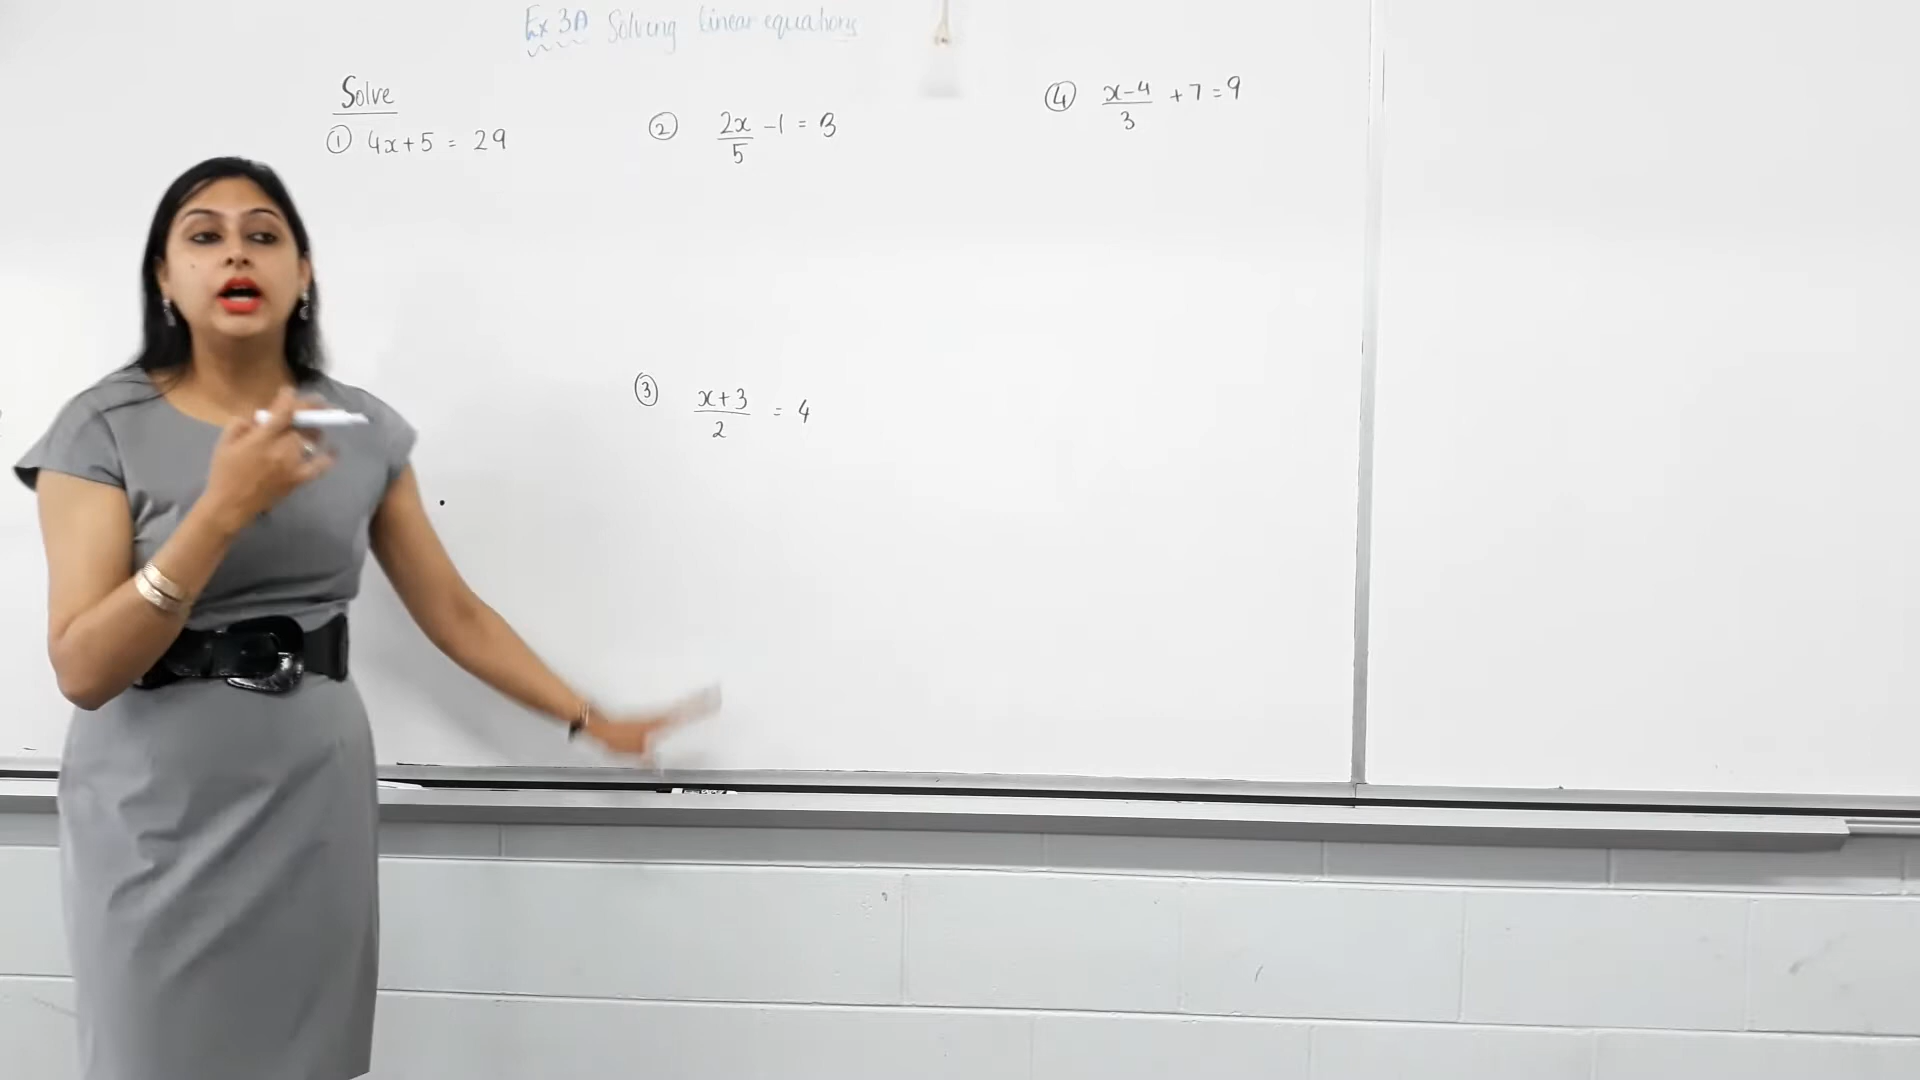 Ex 3A Solving linear equations
Solve
① 4x+5 = 29
② 2x/5 -1 = 3
③ x+3/2 = 4
④ x-4/3 +7=9